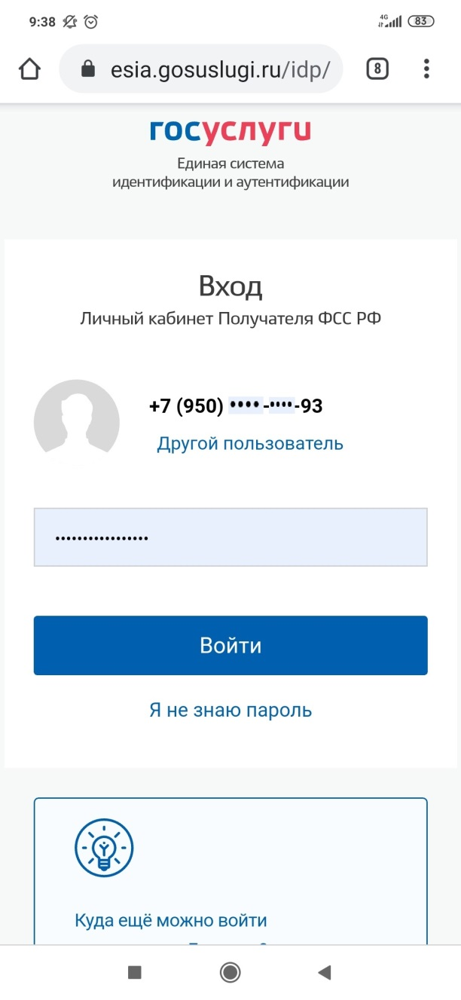 9:38 4G 83
esia.gosuslugi.ru/idp/ 8
госуслуги
Единая система
идентификации и аутентификации
Вход
Личный кабинет Получателя ФСС РФ
+7 (950) ••••-••••-93
Другой пользователь
•••••••••••••••••
Войти
Я не знаю пароль
Куда ещё можно войти